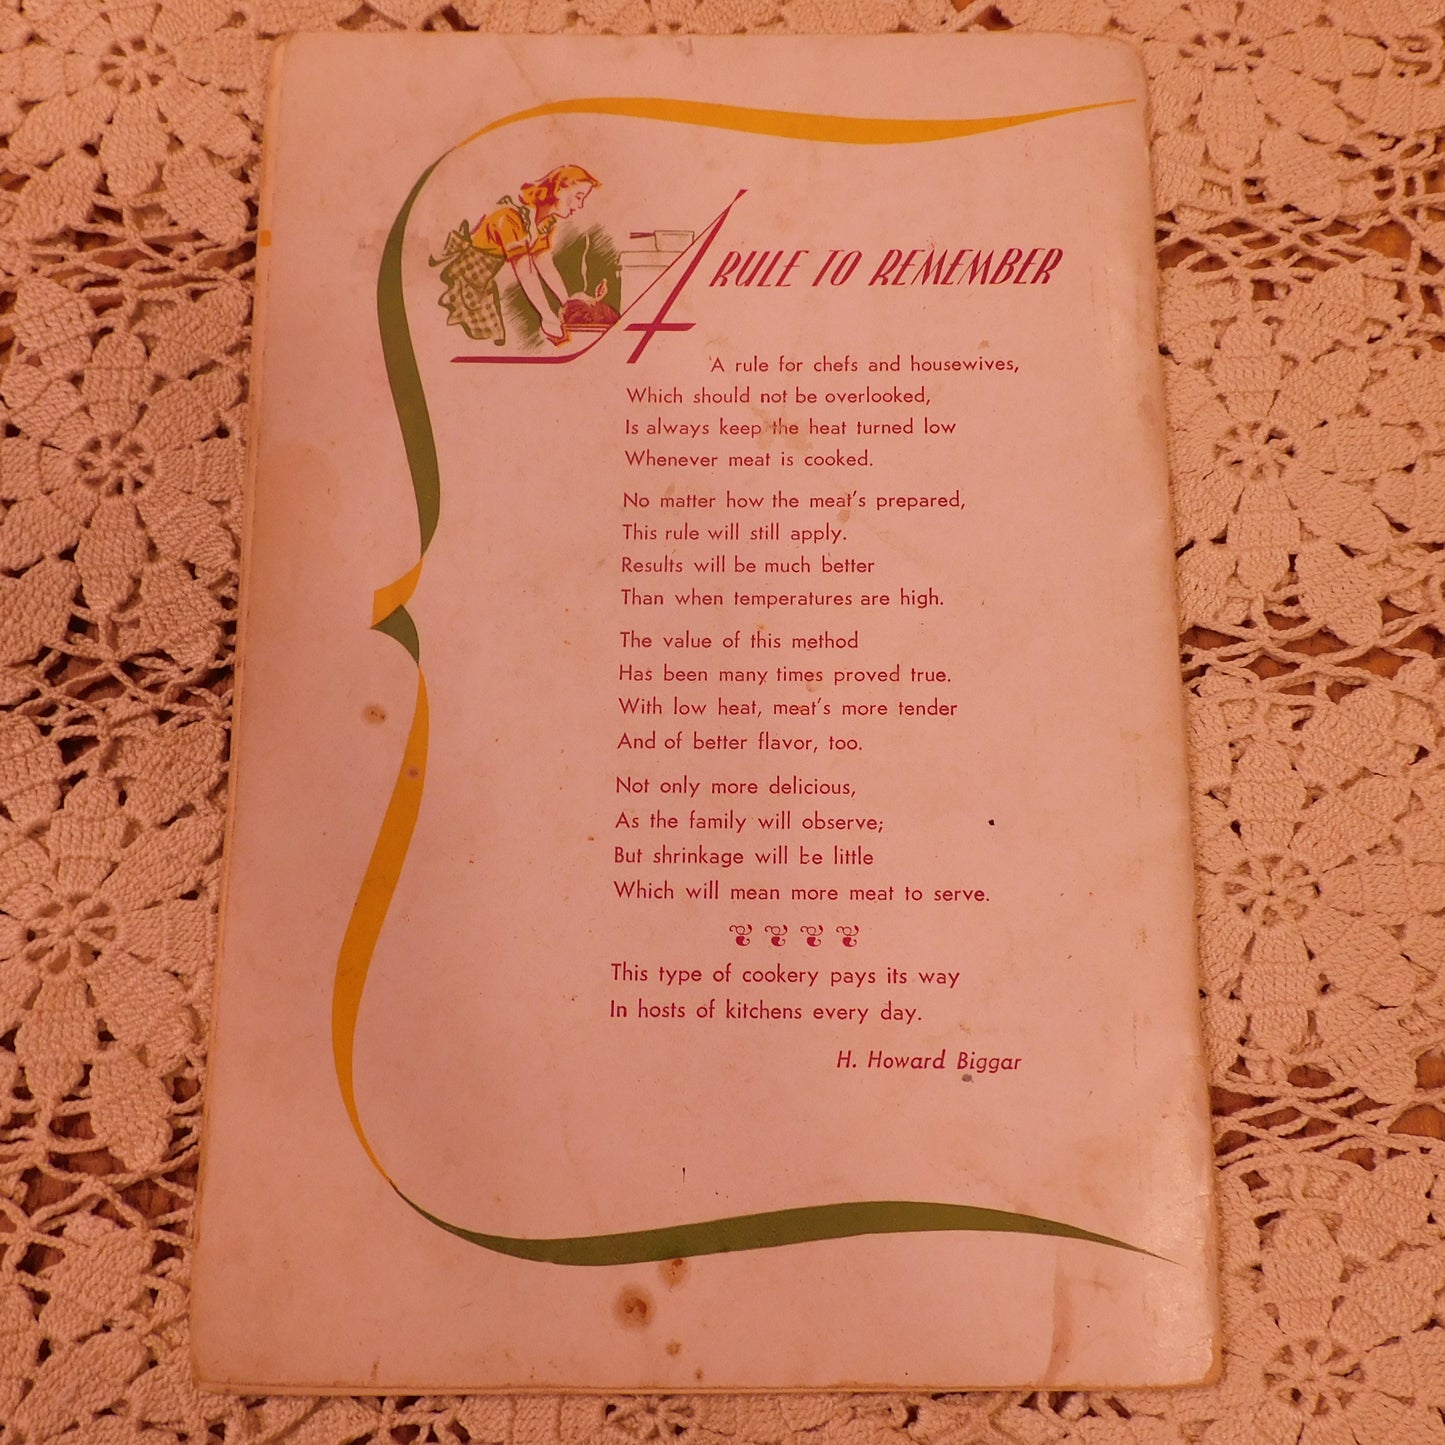 A RULE TO REMEMBER
A rule for chefs and housewives,
Which should not be overlooked,
Is always keep the heat turned low
Whenever meat is cooked.
No matter how the meat's prepared,
This rule will still apply.
Results will be much better
Than when temperatures are high.
The value of this method
Has been many times proved true.
With low heat, meat's more tender
And of better flavor, too.
Not only more delicious,
As the family will observe;
But shrinkage will be little
Which will mean more meat to serve.
This type of cookery pays its way
In hosts of kitchens every day.
H. Howard Biggar